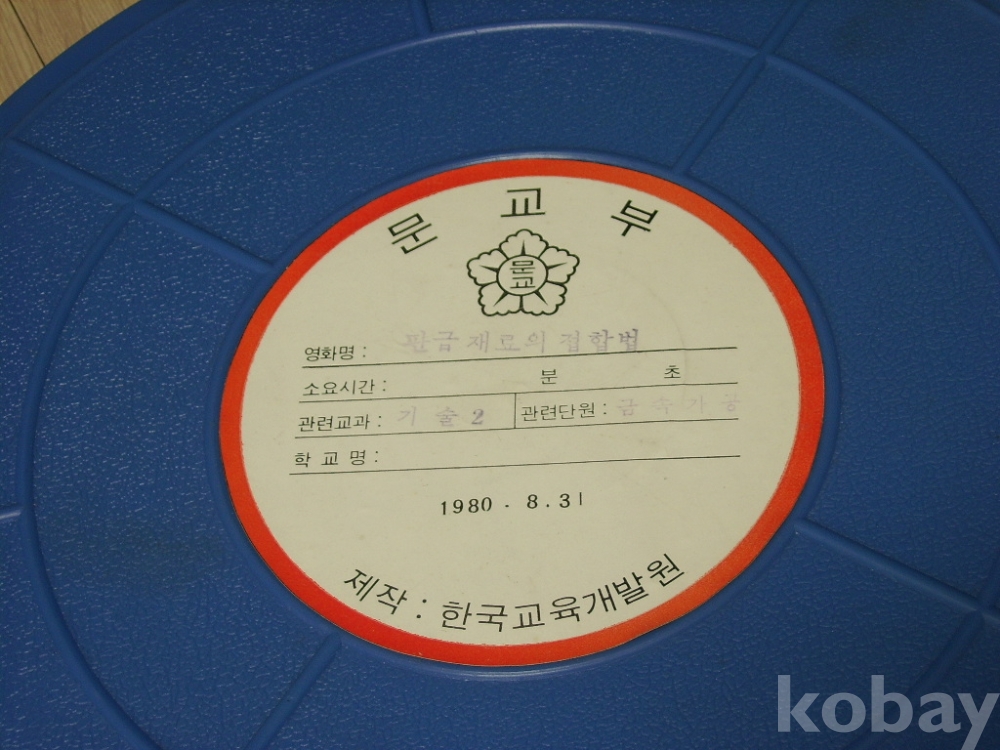 문교부
문교
영화명 : 판금재료의 접합법
소요시간 : 분 초
관련교과 : 기술 2 관련단원 : 금속가공
학교명 :
1980. 8. 31
제작 : 한국교육개발원
kobay